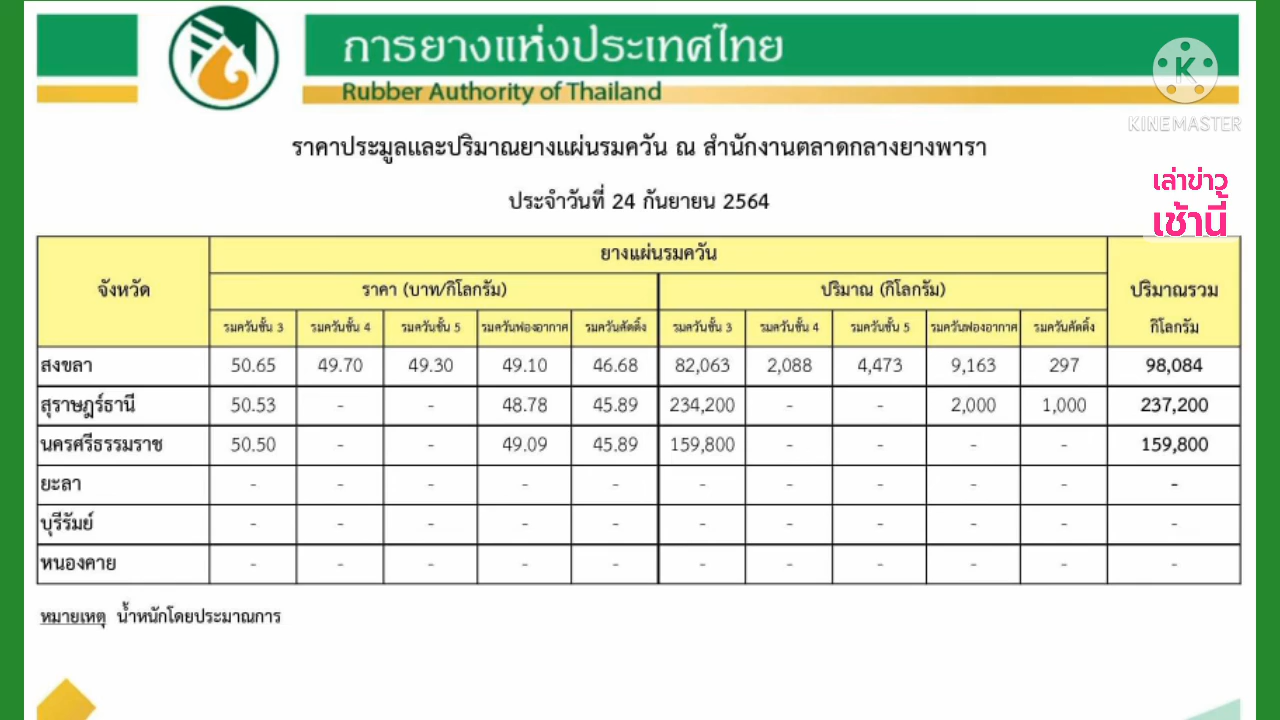 การยางแห่งประเทศไทย
Rubber Authority of Thailand
K
KINEMASTER
ราคาประมูลและปริมาณยางแผ่นรมควัน ณ สำนักงานตลาดกลางยางพารา
เล่าข่าว
เช้านี้
ประจำวันที่ 24 กันยายน 2564
จังหวัด ยางแผ่นรมควัน ปริมาณรวม
ราคา (บาท/กิโลกรัม) ปริมาณ (กิโลกรัม) กิโลกรัม
รมควันชั้น 3 รมควันชั้น 4 รมควันชั้น 5 รมควันฟองอากาศ รมควันคัตติ้ง รมควันชั้น 3 รมควันชั้น 4 รมควันชั้น 5 รมควันฟองอากาศ รมควันคัตติ้ง
สงขลา 50.65 49.70 49.30 49.10 46.68 82,063 2,088 4,473 9,163 297 98,084
สุราษฎร์ธานี 50.53 - - 48.78 45.89 234,200 - - 2,000 1,000 237,200
นครศรีธรรมราช 50.50 - - 49.09 45.89 159,800 - - - - 159,800
ยะลา - - - - - - - - - - -
บุรีรัมย์ - - - - - - - - - - -
หนองคาย - - - - - - - - - - -
หมายเหตุ น้ำหนักโดยประมาณการ